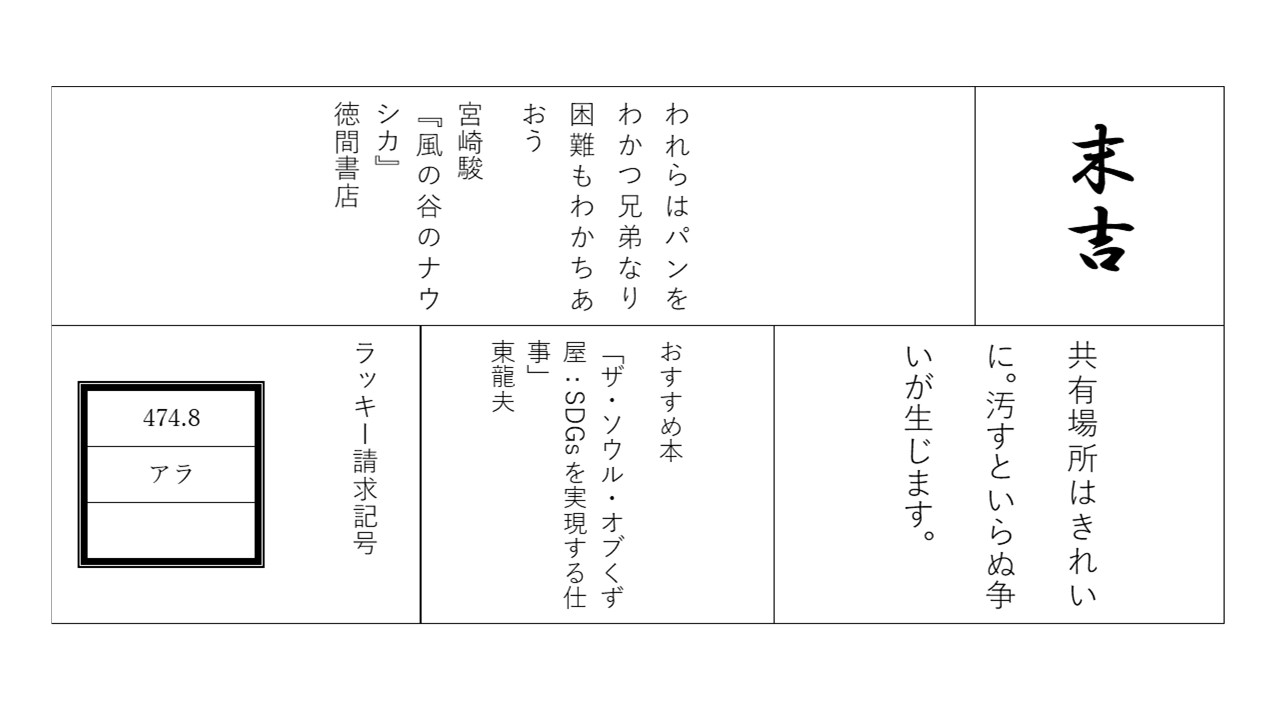 末吉
われらはパンを
わかつ兄弟なり
困難もわかちあ
おう
宮崎駿
『風の谷のナウ
シカ』
徳間書店
共有場所はきれい
に。汚すといらぬ争
いが生じます。
おすすめ本
「ザ・ソウル・オブくず
屋：SDGsを実現する仕
事」
東龍夫
ラッキー請求記号
474.8
アラ